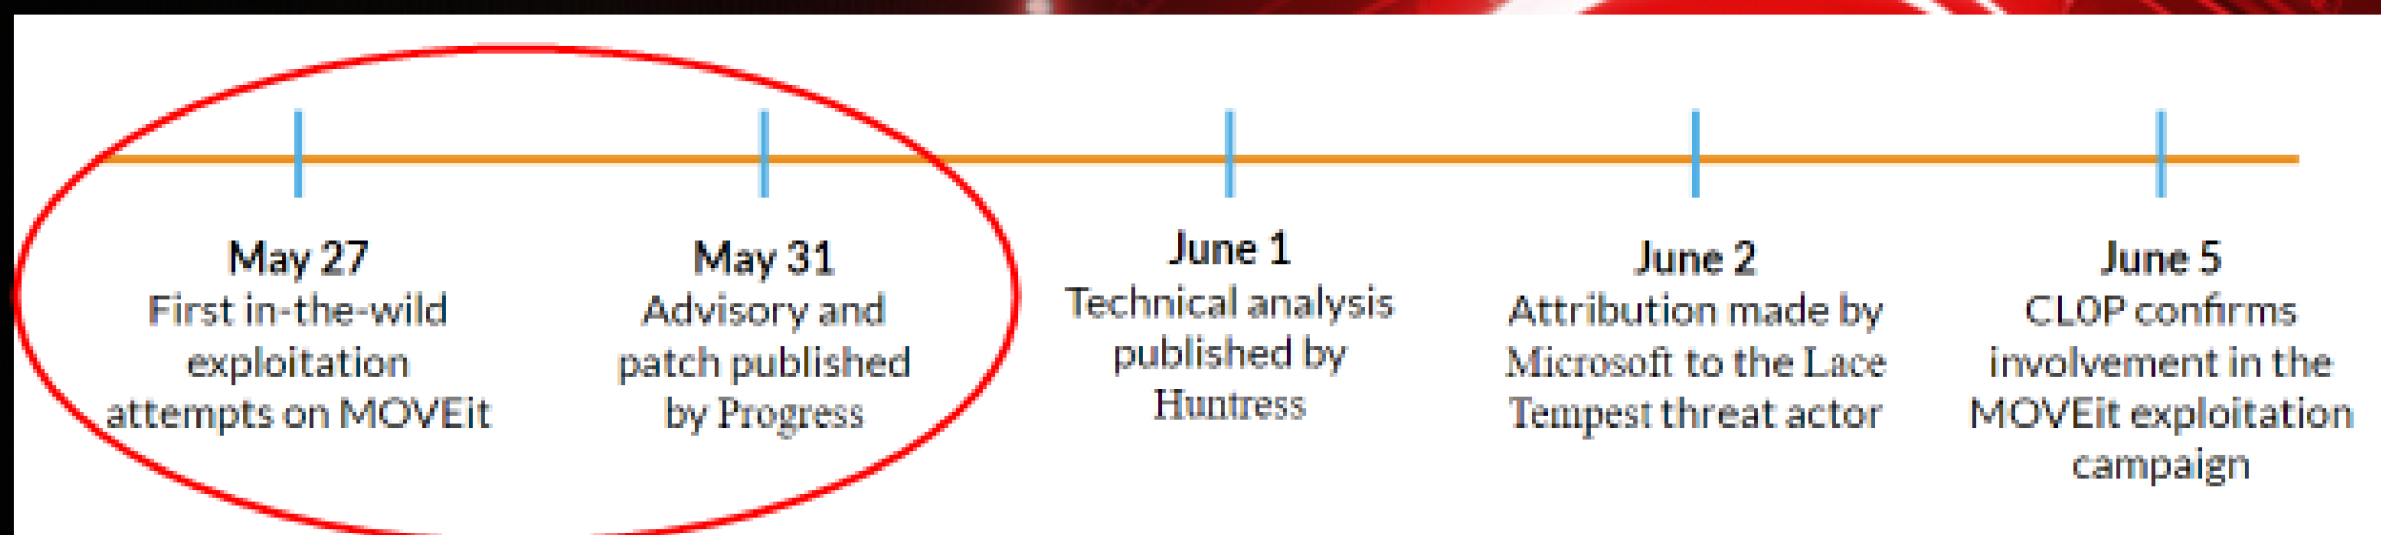 May 27
First in-the-wild
exploitation
attempts on MOVEit
May 31
Advisory and
patch published
by Progress
June 1
Technical analysis
published by
Huntress
June 2
Attribution made by
Microsoft to the Lace
Tempest threat actor
June 5
CL0P confirms
involvement in the
MOVEit exploitation
campaign